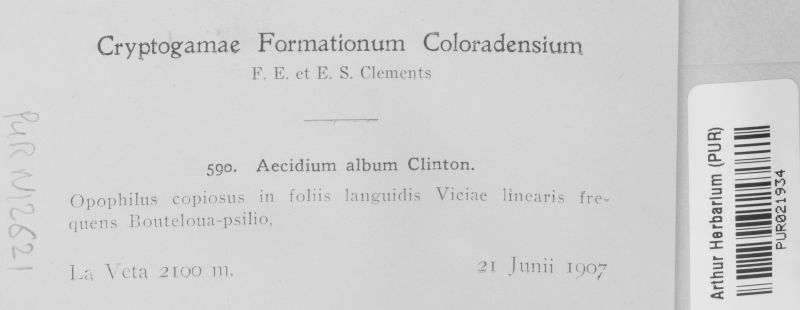 Cryptogamae Formationum Coloradensium
F. E. et E. S. Clements
590. Aecidium album Clinton.
Opophilus copiosus in foliis languidis Viciae linearis fre-
quens Bouteloua-psilio.
La Veta 2100 m.
21 Junii 1907
PUR N12621
Arthur Herbarium (PUR)
PUR021934